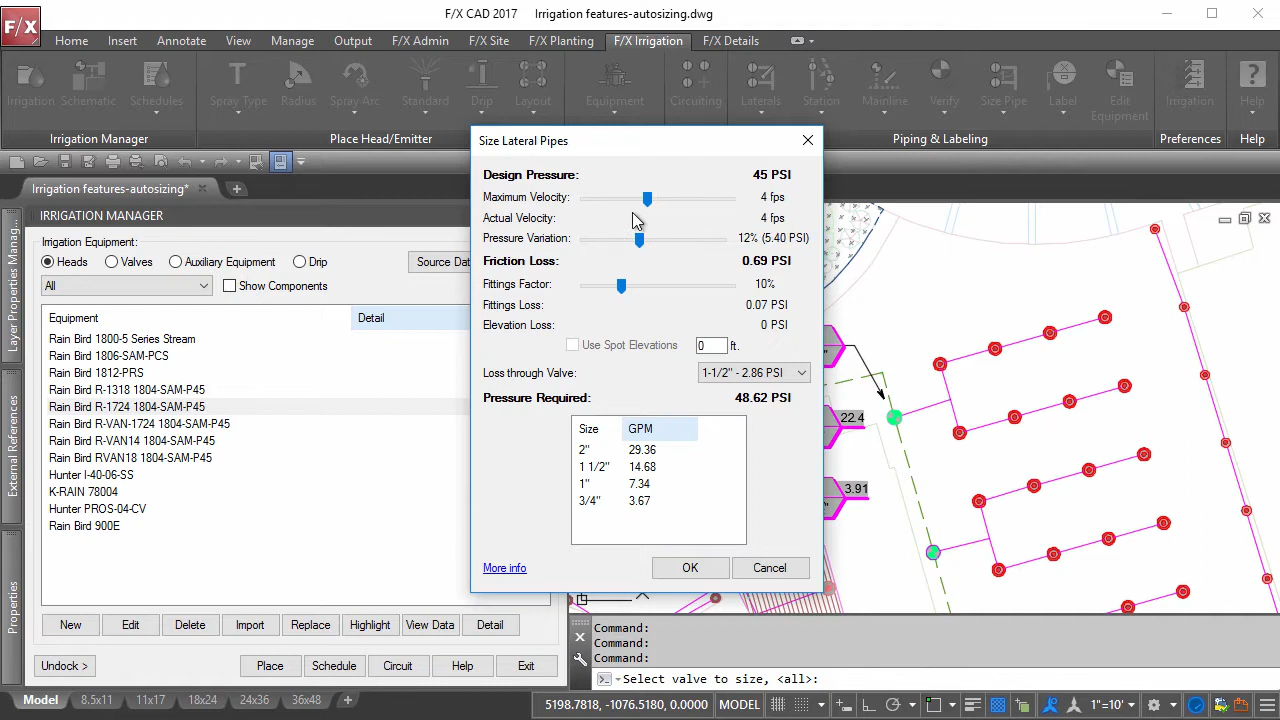 F/X CAD 2017 Irrigation features-autosizing.dwg
F/X
Home Insert Annotate View Manage Output F/X Admin F/X Site F/X Planting F/X Irrigation F/X Details
Irrigation Schematic Schedules Spray Type Radius Spray Arc Standard Drip Layout Equipment Circuiting Laterals Station Mainline Verify Size Pipe Label Edit Equipment Irrigation Help
Irrigation Manager Place Head/Emitter Piping & Labeling Preferences Help
Irrigation features-autosizing*
Layer Properties Manag...
External References
Properties
IRRIGATION MANAGER
Irrigation Equipment:
Heads Valves Auxiliary Equipment Drip Source Dat
All Show Components
Equipment Detail
Rain Bird 1800-5 Series Stream
Rain Bird 1806-SAM-PCS
Rain Bird 1812-PRS
Rain Bird R-1318 1804-SAM-P45
Rain Bird R-1724 1804-SAM-P45
Rain Bird R-VAN-1724 1804-SAM-P45
Rain Bird R-VAN14 1804-SAM-P45
Rain Bird RVAN18 1804-SAM-P45
Hunter I-40-06-SS
K-RAIN 78004
Hunter PROS-04-CV
Rain Bird 900E
New Edit Delete Import Replace Highlight View Data Detail
Undock > Place Schedule Circuit Help Exit
Size Lateral Pipes
Design Pressure: 45 PSI
Maximum Velocity: 4 fps
Actual Velocity: 4 fps
Pressure Variation: 12% (5.40 PSI)
Friction Loss: 0.69 PSI
Fittings Factor: 10%
Fittings Loss: 0.07 PSI
Elevation Loss: 0 PSI
Use Spot Elevations 0 ft.
Loss through Valve: 1-1/2" - 2.86 PSI
Pressure Required: 48.62 PSI
Size GPM
2" 29.36
1 1/2" 14.68
1" 7.34
3/4" 3.67
More info OK Cancel
22.4
3.91
Command:
Command:
Command:
Select valve to size, <all>:
Model 8.5x11 11x17 18x24 24x36 36x48
5198.7818, -1076.5180, 0.0000 MODEL 1"=10'